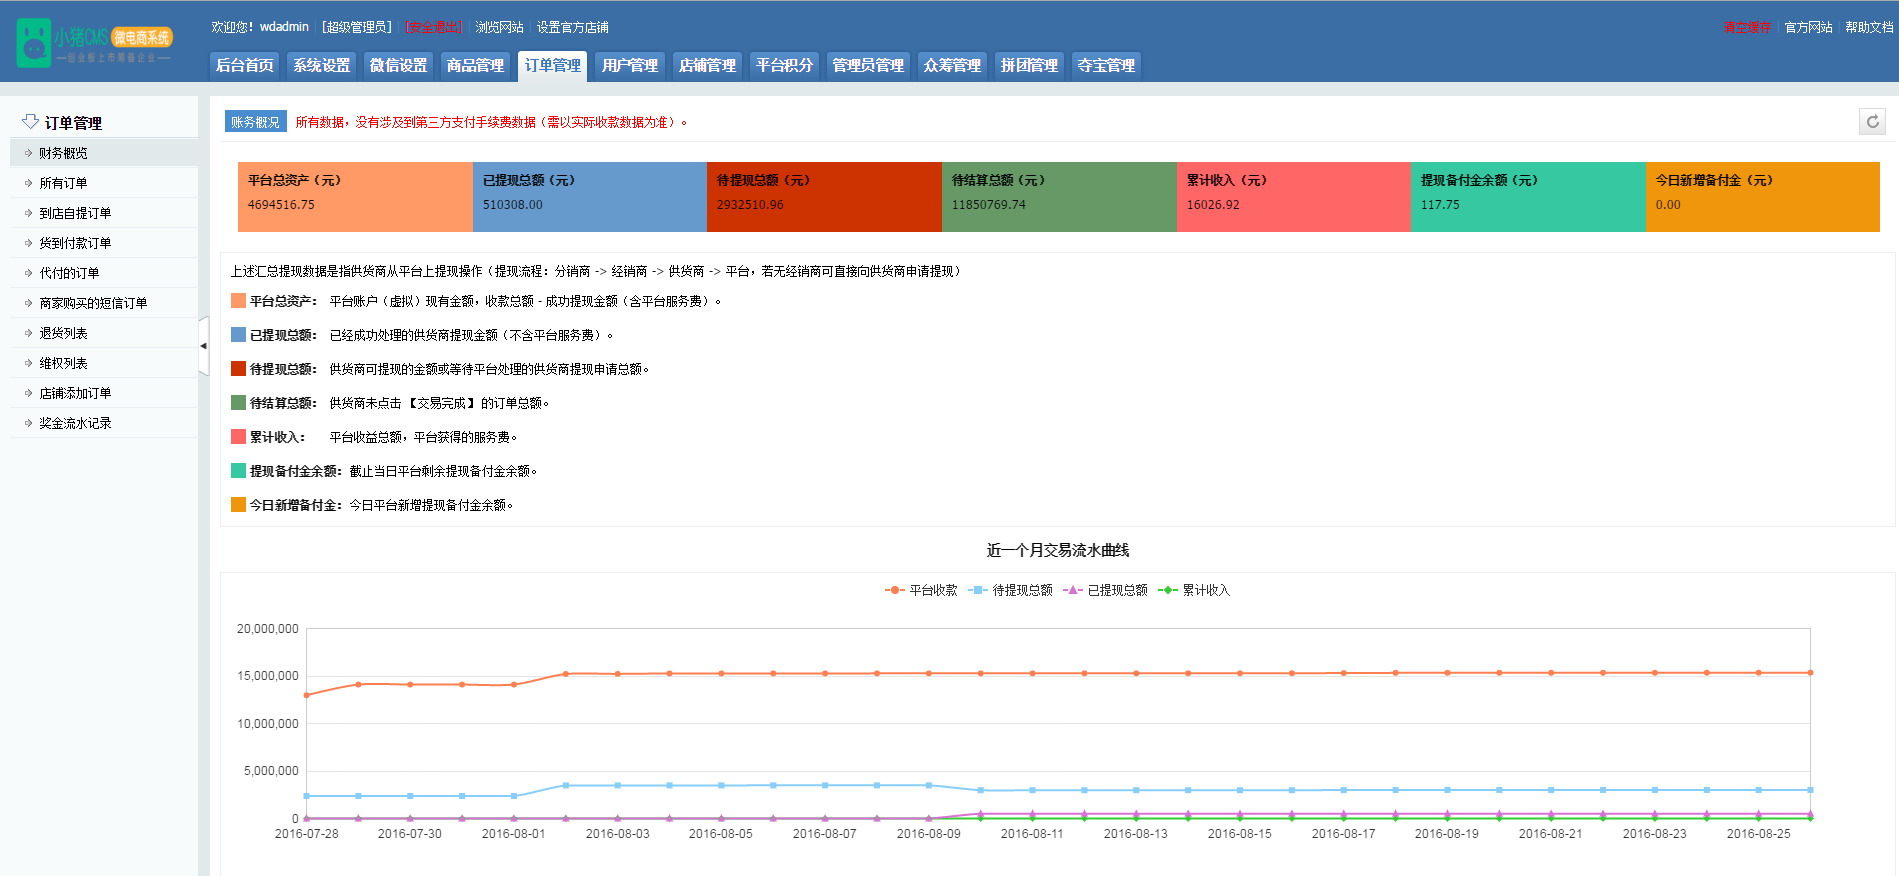 小猪CMS 微电商系统
欢迎您！wdadmin [超级管理员] [安全退出] 浏览网站 设置官方店铺
清空缓存 官方网站 帮助文档
后台首页 系统设置 微信设置 商品管理 订单管理 用户管理 店铺管理 平台积分 管理员管理 众筹管理 拼团管理 夺宝管理
订单管理
财务概览
所有订单
到店自提订单
货到付款订单
代付的订单
商家购买的短信订单
退货列表
维权列表
店铺添加订单
奖金流水记录
账务概况 所有数据，没有涉及到第三方支付手续费数据（需以实际收款数据为准）。
平台总资产（元） 已提现总额（元） 待提现总额（元） 待结算总额（元） 累计收入（元） 提现备付金余额（元） 今日新增备付金（元）
4694516.75 510308.00 2932510.96 11850769.74 16026.92 117.75 0.00
上述汇总提现数据是指供货商从平台上提现操作（提现流程：分销商 -> 经销商 -> 供货商 -> 平台，若无经销商可直接向供货商申请提现）
平台总资产： 平台账户（虚拟）现有金额，收款总额 - 成功提现金额（含平台服务费）。
已提现总额： 已经成功处理的供货商提现金额（不含平台服务费）。
待提现总额： 供货商可提现的金额或等待平台处理的供货商提现申请总额。
待结算总额： 供货商未点击【交易完成】的订单总额。
累计收入： 平台收益总额，平台获得的服务费。
提现备付金余额： 截止当日平台剩余提现备付金余额。
今日新增备付金： 今日平台新增提现备付金余额。
近一个月交易流水曲线
平台收款 待提现总额 已提现总额 累计收入
20,000,000
15,000,000
10,000,000
5,000,000
0
2016-07-28 2016-07-30 2016-08-01 2016-08-03 2016-08-05 2016-08-07 2016-08-09 2016-08-11 2016-08-13 2016-08-15 2016-08-17 2016-08-19 2016-08-21 2016-08-23 2016-08-25